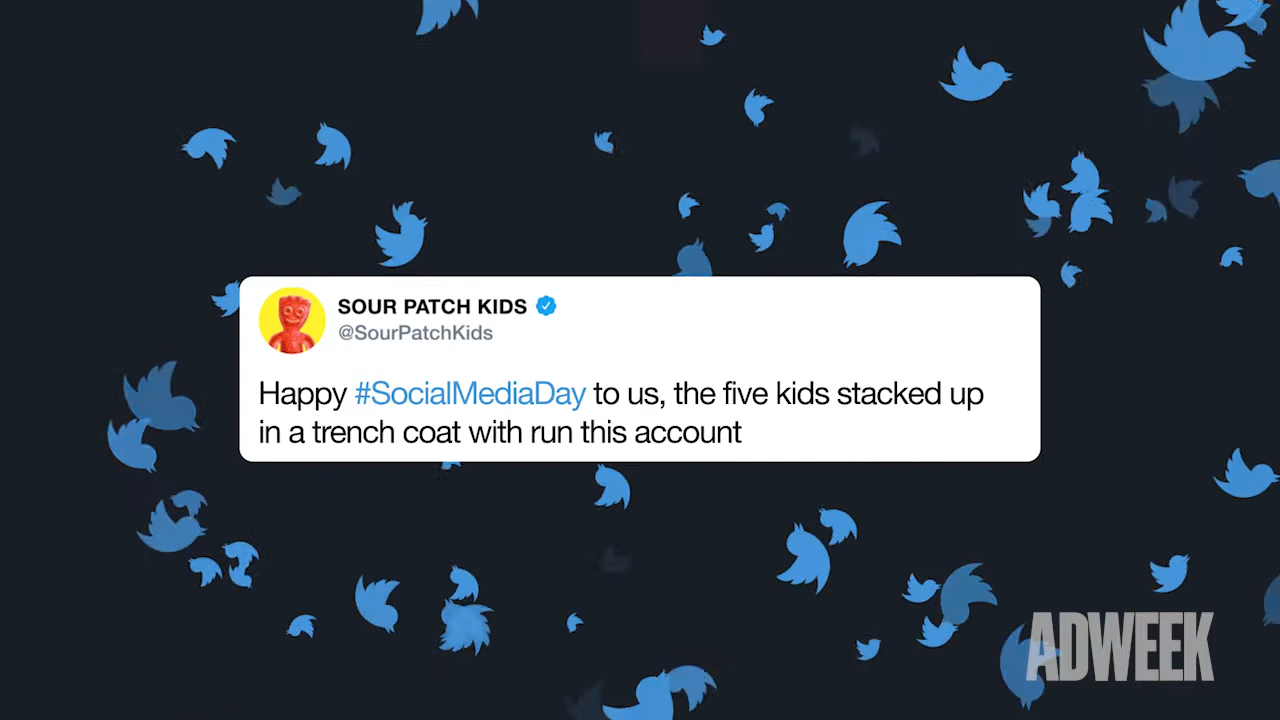 SOUR PATCH KIDS
@SourPatchKids
Happy #SocialMediaDay to us, the five kids stacked up
in a trench coat with run this account
ADWEEK